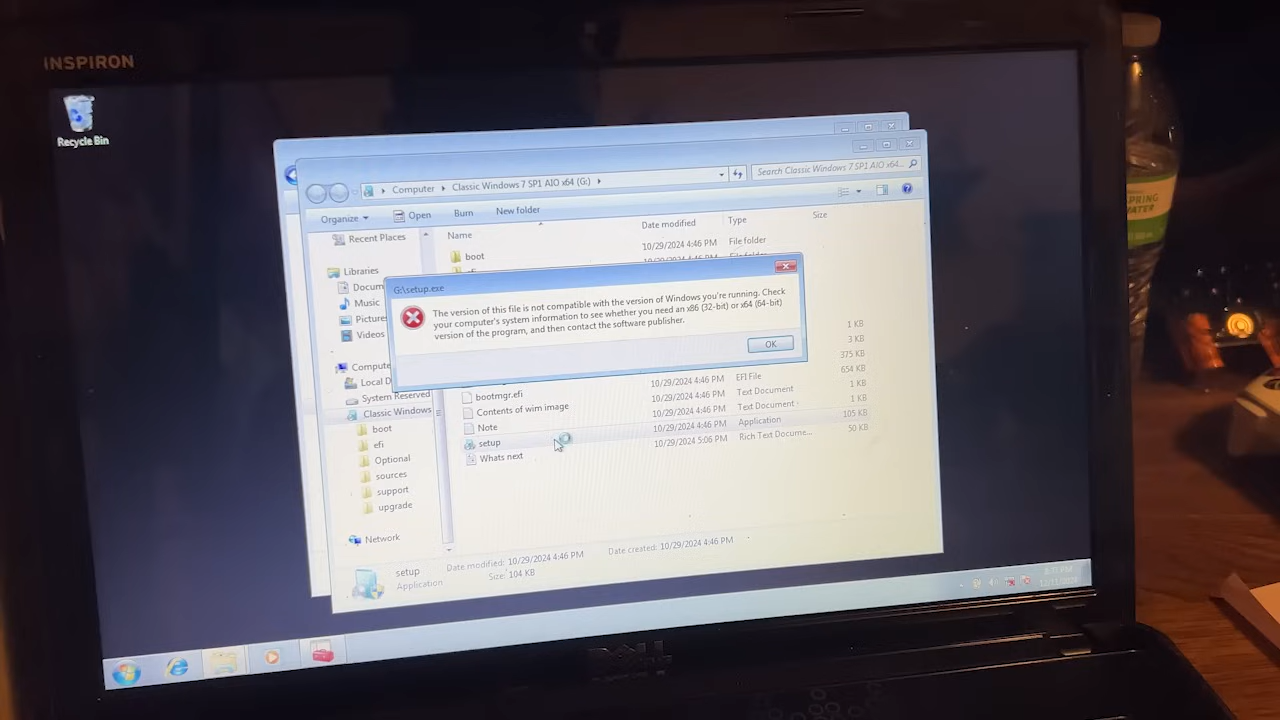 INSPIRON
Recycle Bin
Computer
Classic Windows 7 SP1 AIO x64 (G:)
Search Classic Windows 7 SP1 AIO x64...
Organize
Open
Burn
New folder
Name
Date modified
Type
Size
Recent Places
Libraries
Docum
Music
Pictures
Videos
Compute
Local D
System Reserved
Classic Windows
boot
efi
Optional
sources
support
upgrade
Network
boot
10/29/2024 4:46 PM
File folder
G:\setup.exe
The version of this file is not compatible with the version of Windows you're running. Check
your computer's system information to see whether you need an x86 (32-bit) or x64 (64-bit)
version of the program, and then contact the software publisher.
OK
1 KB
3 KB
375 KB
654 KB
bootmgr.efi
10/29/2024 4:46 PM
EFI File
1 KB
Contents of wim image
10/29/2024 4:46 PM
Text Document
1 KB
Note
10/29/2024 4:46 PM
Text Document
105 KB
setup
10/29/2024 4:46 PM
Application
50 KB
Whats next
10/29/2024 5:06 PM
Rich Text Docume...
setup
Application
Date modified: 10/29/2024 4:46 PM
Size: 104 KB
Date created: 10/29/2024 4:46 PM
DELL
SPRING
WATER